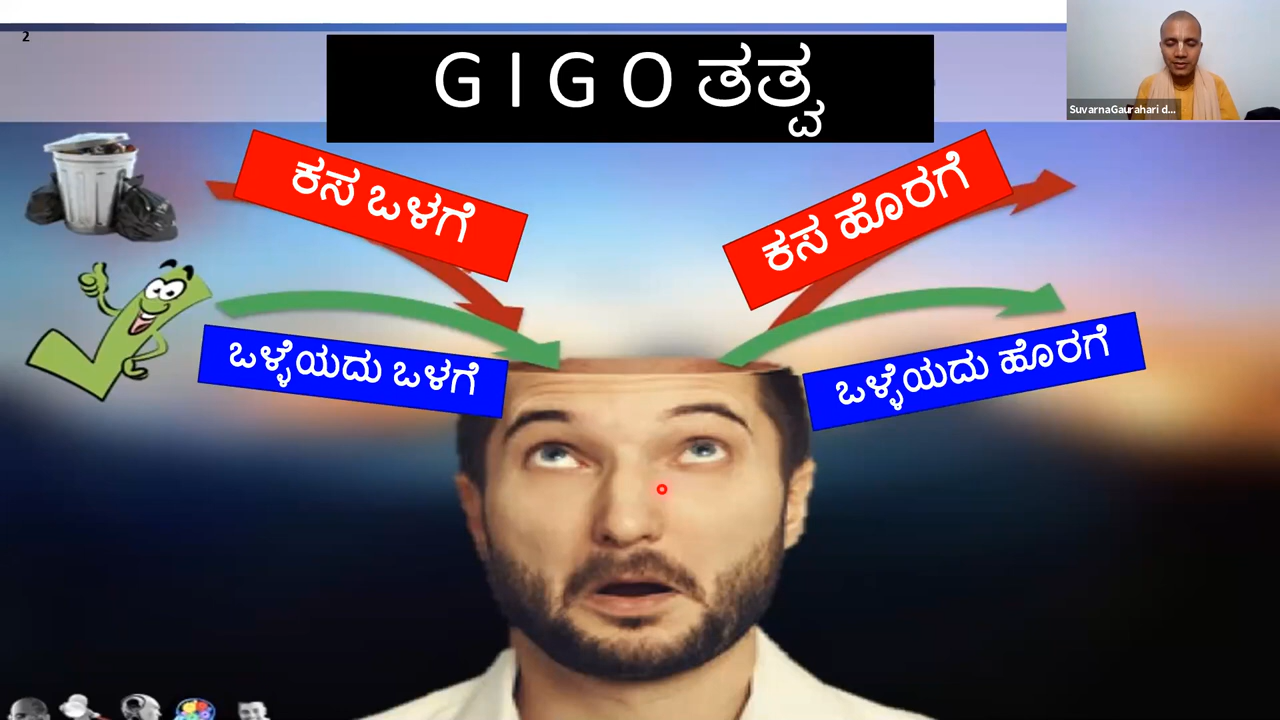 2
G I G O ತತ್ವ
SuvarnaGaurahari d...
ಕಸ ಒಳಗೆ
ಕಸ ಹೊರಗೆ
ಒಳ್ಳೆಯದು ಒಳಗೆ
ಒಳ್ಳೆಯದು ಹೊರಗೆ